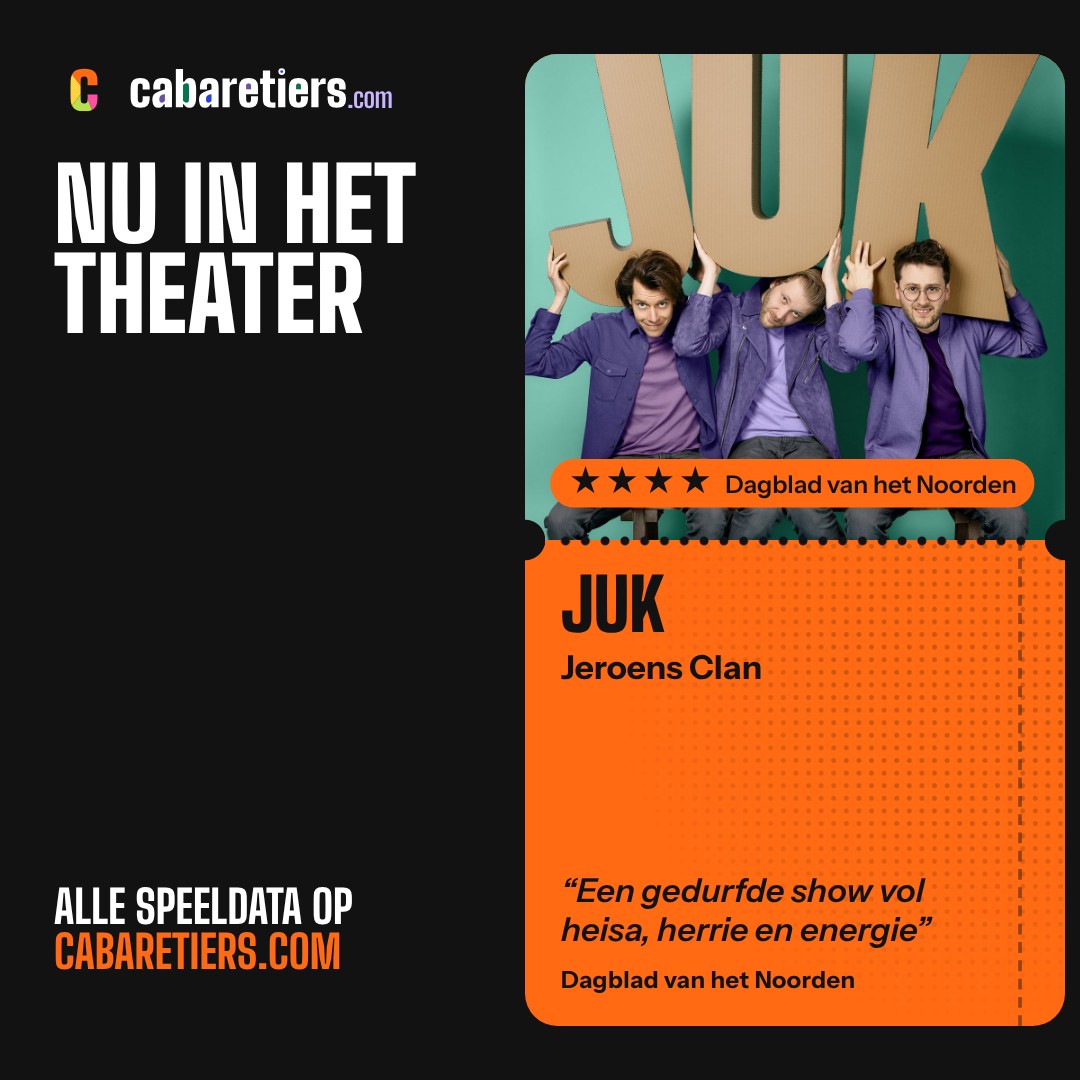 cabaretiers.com
NU IN HET
THEATER
JUK
★★★★ Dagblad van het Noorden
JUK
Jeroens Clan
“Een gedurfde show vol
heisa, herrie en energie”
Dagblad van het Noorden
ALLE SPEELDATA OP
CABARETIERS.COM